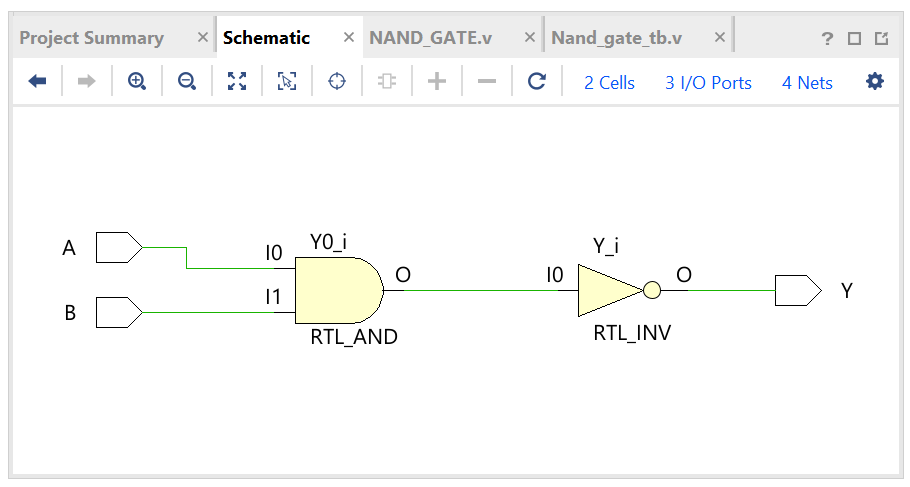 Project Summary × Schematic × NAND_GATE.v × Nand_gate_tb.v × ?
2 Cells 3 I/O Ports 4 Nets
Y0_i Y_i
A I0 O I0 O Y
B I1
RTL_AND RTL_INV